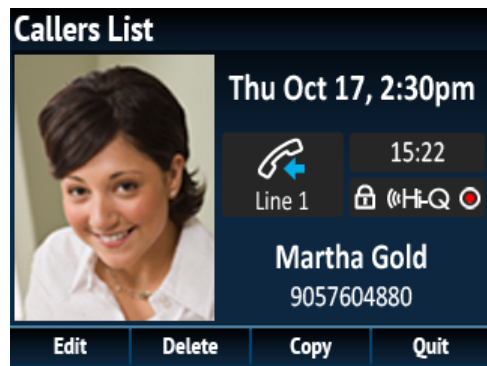 Callers List
Thu Oct 17, 2:30pm
Line 1
15:22
Hi-Q
Martha Gold
9057604880
Edit Delete Copy Quit